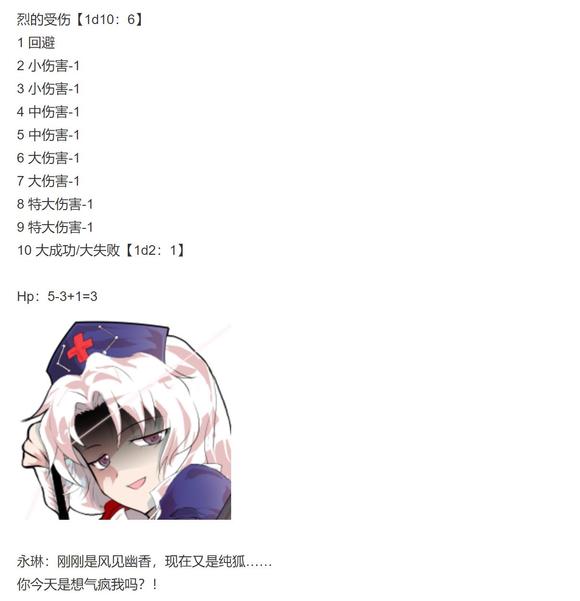 烈的受伤【1d10：6】
1 回避
2 小伤害-1
3 小伤害-1
4 中伤害-1
5 中伤害-1
6 大伤害-1
7 大伤害-1
8 特大伤害-1
9 特大伤害-1
10 大成功/大失败【1d2：1】
Hp：5-3+1=3
永琳：刚刚是风见幽香，现在又是纯狐……
你今天是想气疯我吗？！